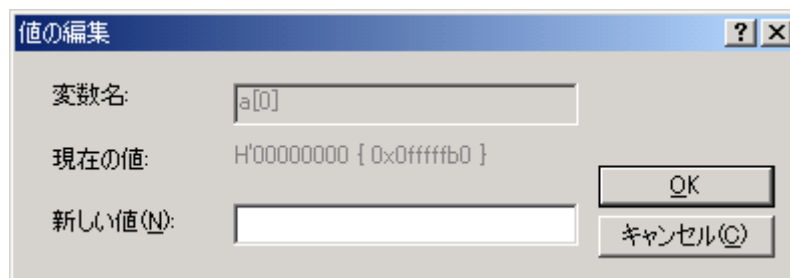 値の編集
変数名: a[0]
現在の値: H'00000000 { 0x0fffffb0 }
OK
新しい値(N):
キャンセル(C)